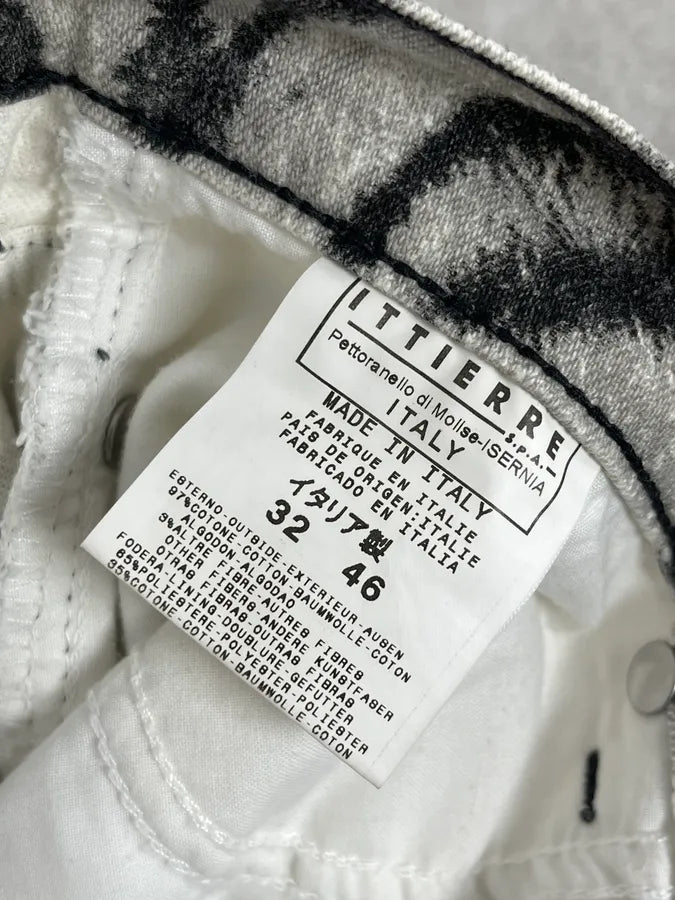 ITTIERRE S.P.A.
Pettoranello di Molise-ISERNIA
ITALY
MADE IN ITALY
FABRIQUE EN ITALIE
PAIS DE ORIGEN:ITALIE
FABRICADO EN ITALIA
イタリア製
32 46
ESTERNO-OUTSIDE-EXTERIEUR-AUSEN
97%COTONE-COTTON-BAUMWOLLE-COTON
ALGODON-ALGODAO
3%ALTRE FIBRE-AUTRES FIBRES
OTHER FIBRES-ANDERE KUNSTFASER
OTRAS FIBRAS-OUTRAS FIBRAS
FODERA-LINING-DOUBLURE-GEFUTTER
65%POLIESTERE-POLYESTER-POLIESTER
35%COTONE-COTTON-BAUMWOLLE-COTON